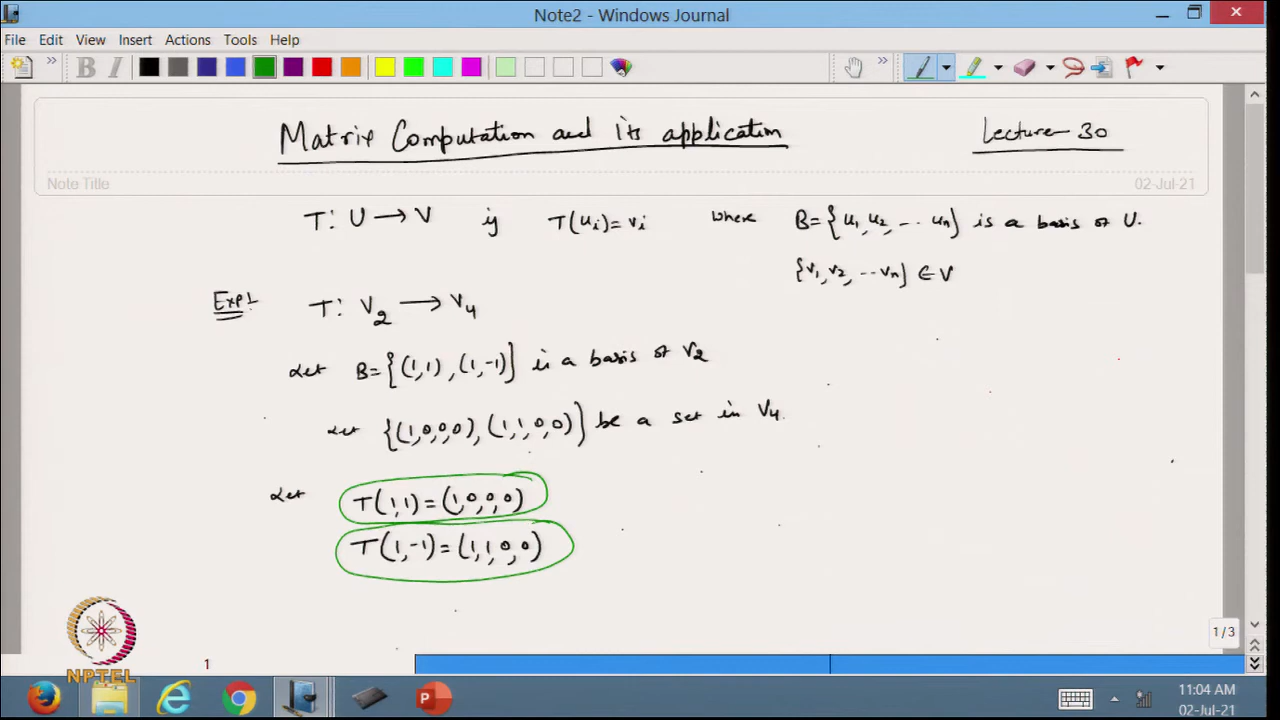 Note2 - Windows Journal
File Edit View Insert Actions Tools Help
Matrix Computation and its application
Lecture - 30
Note Title
02-Jul-21
T: U → V if T(ui)=vi where B={u1, u2, ... un} is a basis of U.
{v1, v2, ... vn} ∈ V
Exp1
T: V2 → V4
Let B={(1,1), (1,-1)} is a basis of V2
Let {(1,0,0,0), (1,1,0,0)} be a set in V4.
Let T(1,1)=(1,0,0,0)
T(1,-1)=(1,1,0,0)
1/3
NPTEL
1
11:04 AM
02-Jul-21